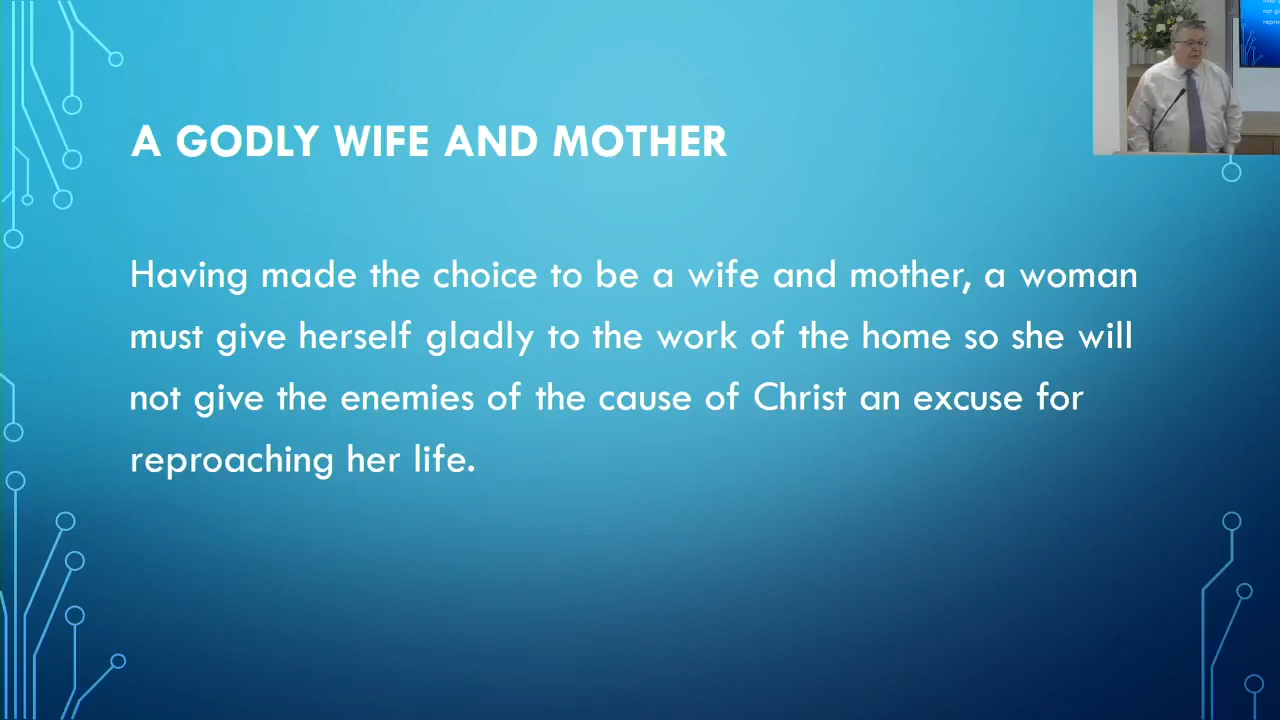 A GODLY WIFE AND MOTHER
Having made the choice to be a wife and mother, a woman
must give herself gladly to the work of the home so she will
not give the enemies of the cause of Christ an excuse for
reproaching her life.